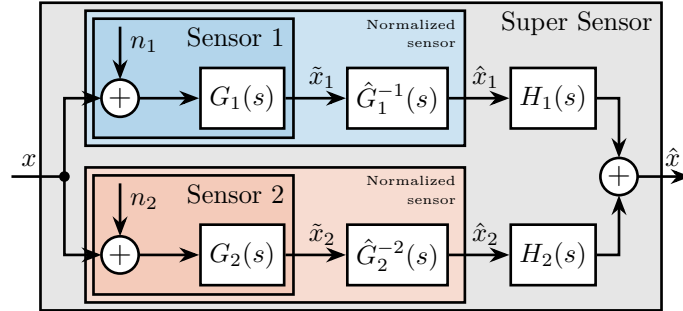 Super Sensor
Sensor 1
Normalized
sensor
n₁
+
G₁(s)
x̃₁
Ĝ₁⁻¹(s)
x̂₁
H₁(s)
x
+
x̂
Sensor 2
Normalized
sensor
n₂
+
G₂(s)
x̃₂
Ĝ₂⁻²(s)
x̂₂
H₂(s)